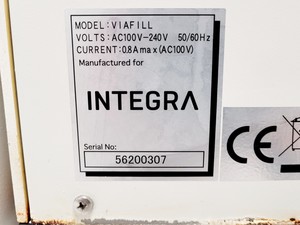 MODEL: VIAFILL
VOLTS: AC100V-240V 50/60Hz
CURRENT: 0.8A max (AC100V)
Manufactured for
INTEGRA
Serial No:
56200307
CE